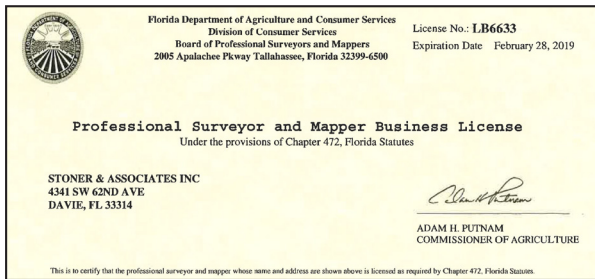 Florida Department of Agriculture and Consumer Services
Division of Consumer Services
Board of Professional Surveyors and Mappers
2005 Apalachee Pkway Tallahassee, Florida 32399-6500
License No.: LB6633
Expiration Date February 28, 2019
Professional Surveyor and Mapper Business License
Under the provisions of Chapter 472, Florida Statutes
STONER & ASSOCIATES INC
4341 SW 62ND AVE
DAVIE, FL 33314
Adam H Putnam
ADAM H. PUTNAM
COMMISSIONER OF AGRICULTURE
This is to certify that the professional surveyor and mapper whose name and address are shown above is licensed as required by Chapter 472, Florida Statutes.